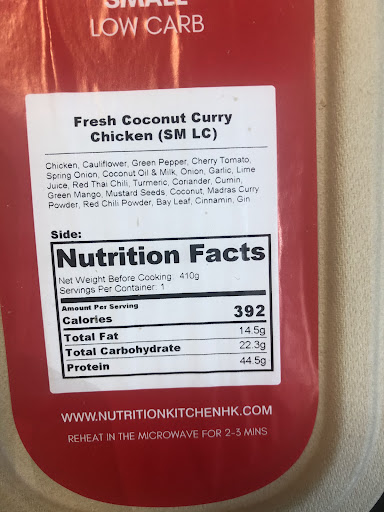 SMALL
LOW CARB
Fresh Coconut Curry
Chicken (SM LC)
Chicken, Cauliflower, Green Pepper, Cherry Tomato,
Spring Onion, Coconut Oil & Milk, Onion, Garlic, Lime
Juice, Red Thai Chili, Turmeric, Coriander, Cumin,
Green Mango, Mustard Seeds, Coconut, Madras Curry
Powder, Red Chili Powder, Bay Leaf, Cinnamin, Gin
Side:
Nutrition Facts
Net Weight Before Cooking: 410g
Servings Per Container: 1
Amount Per Serving
Calories 392
Total Fat 14.5g
Total Carbohydrate 22.3g
Protein 44.5g
WWW.NUTRITIONKITCHENHK.COM
REHEAT IN THE MICROWAVE FOR 2-3 MINS